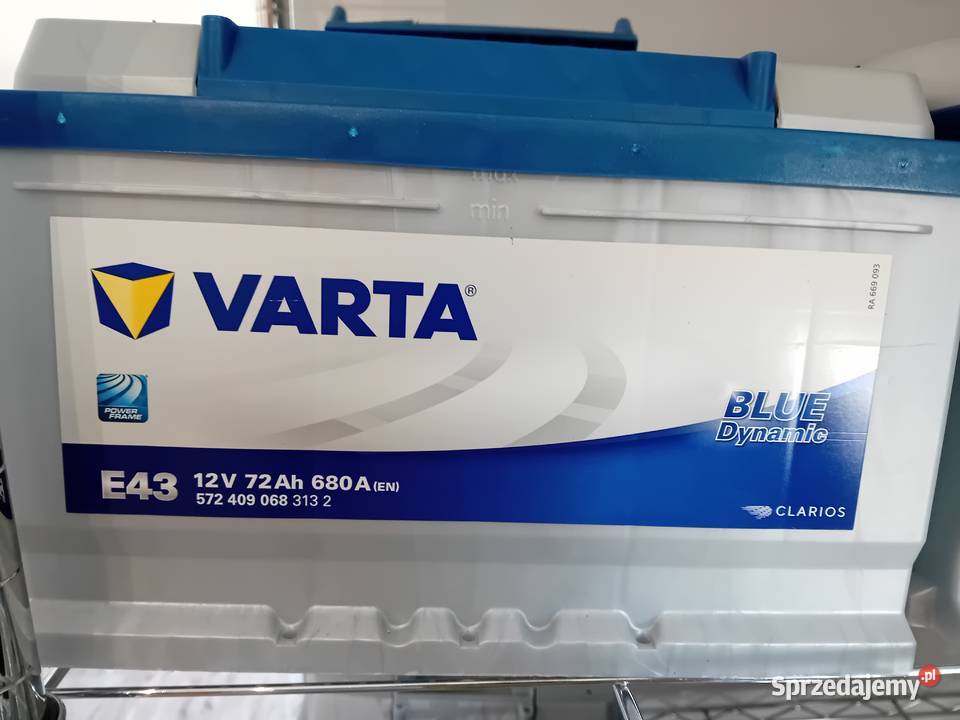 max
min
VARTA®
RA 669 093
POWER
FRAME
BLUE
Dynamic
E43
12V 72Ah 680A (EN)
572 409 068 313 2
CLARIOS
Sprzedajemy.pl